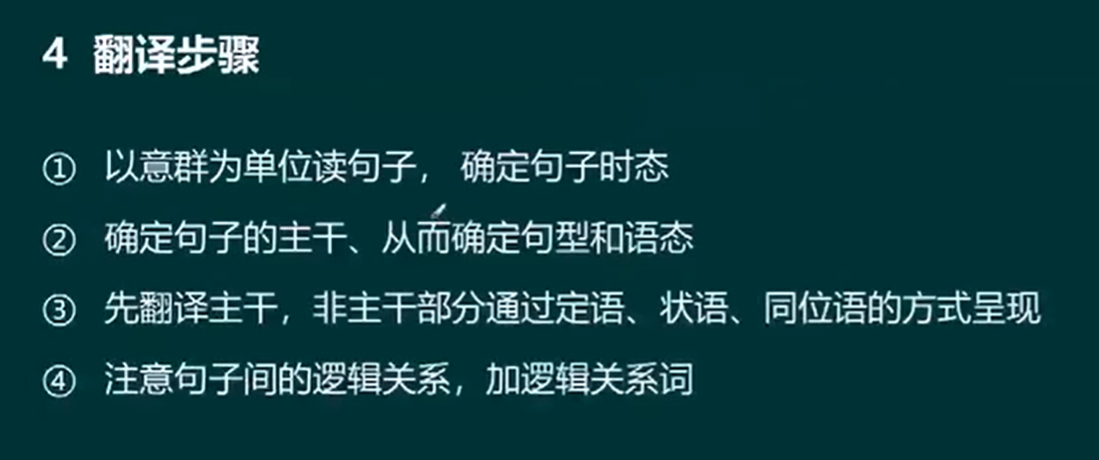 4 翻译步骤
① 以意群为单位读句子， 确定句子时态
② 确定句子的主干、从而确定句型和语态
③ 先翻译主干，非主干部分通过定语、状语、同位语的方式呈现
④ 注意句子间的逻辑关系，加逻辑关系词